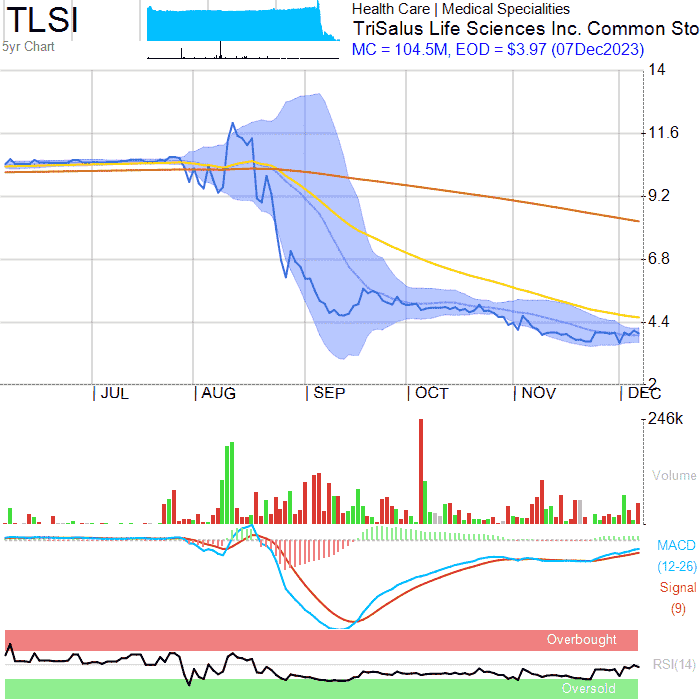 TLSI
5yr Chart
Health Care | Medical Specialities
TriSalus Life Sciences Inc. Common Sto
MC = 104.5M, EOD = $3.97 (07Dec2023)
14
11.6
9.2
6.8
4.4
2
JUL AUG SEP OCT NOV DEC
246k
Volume
MACD
(12-26)
Signal
(9)
Overbought
RSI(14)
Oversold